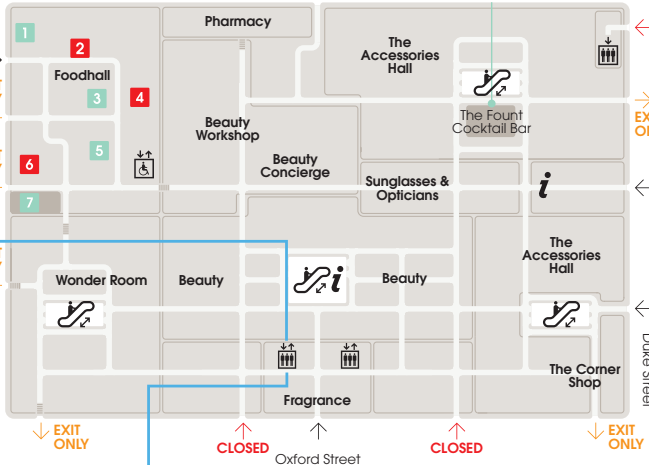 Pharmacy
1
2
Foodhall
3
4
The
Accessories
Hall
The Fount
Cocktail Bar
Beauty
Workshop
5
6
Beauty
Concierge
Sunglasses &
Opticians
i
7
The
Accessories
Hall
Wonder Room
Beauty
i
Beauty
The Corner
Shop
Duke Street
Fragrance
EXIT
ONLY
CLOSED
Oxford Street
CLOSED
EXIT
ONLY